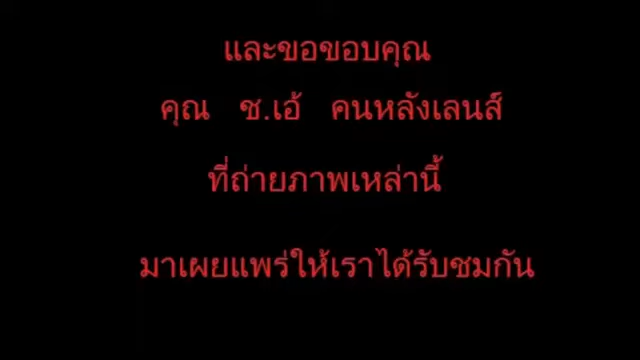 และขอขอบคุณ
คุณ ช.เอ้ คนหลังเลนส์
ที่ถ่ายภาพเหล่านี้
มาเผยแพร่ให้เราได้รับชมกัน